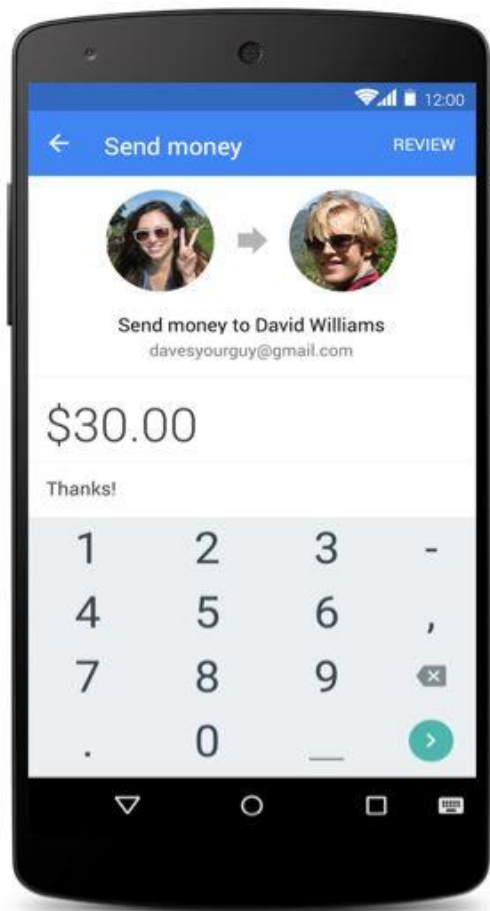 12:00
Send money REVIEW
Send money to David Williams
davesyourguy@gmail.com
$30.00
Thanks!
1 2 3 -
4 5 6 ,
7 8 9
. 0 _